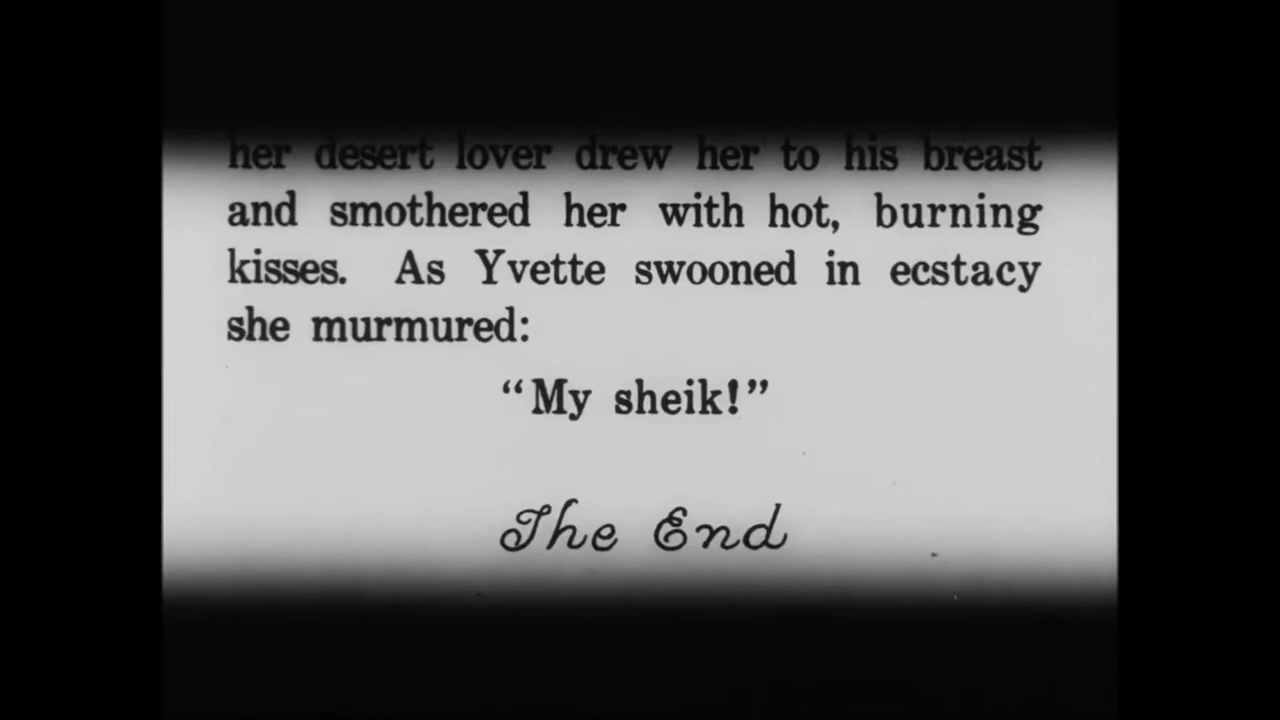 her desert lover drew her to his breast
and smothered her with hot, burning
kisses. As Yvette swooned in ecstacy
she murmured:
“My sheik!”
The End